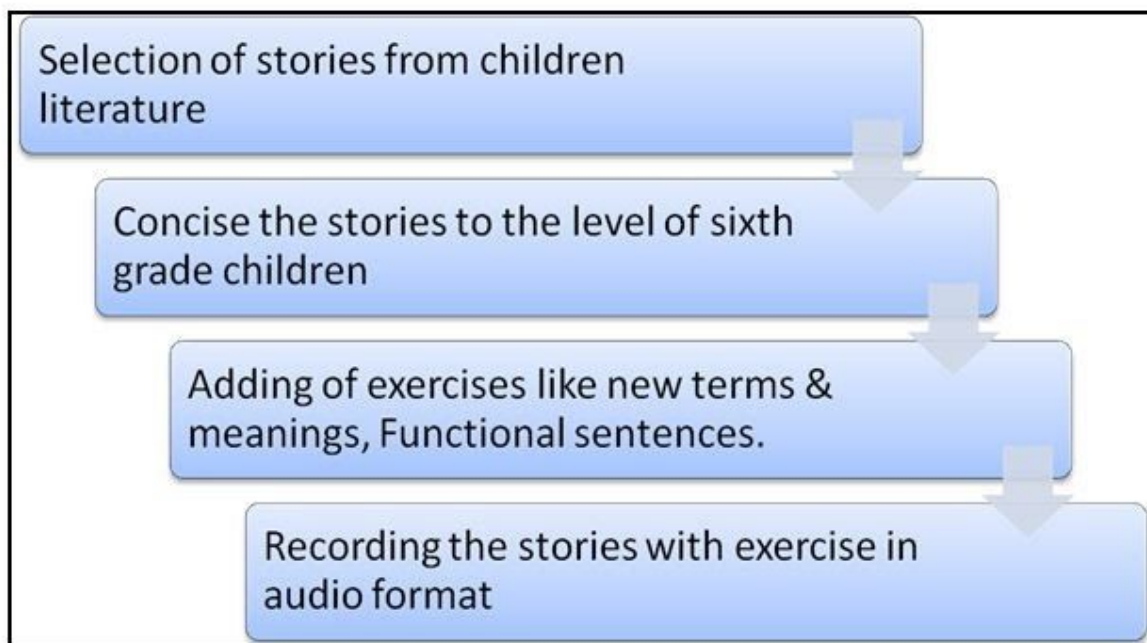 Selection of stories from children
literature
Concise the stories to the level of sixth
grade children
Adding of exercises like new terms &
meanings, Functional sentences.
Recording the stories with exercise in
audio format